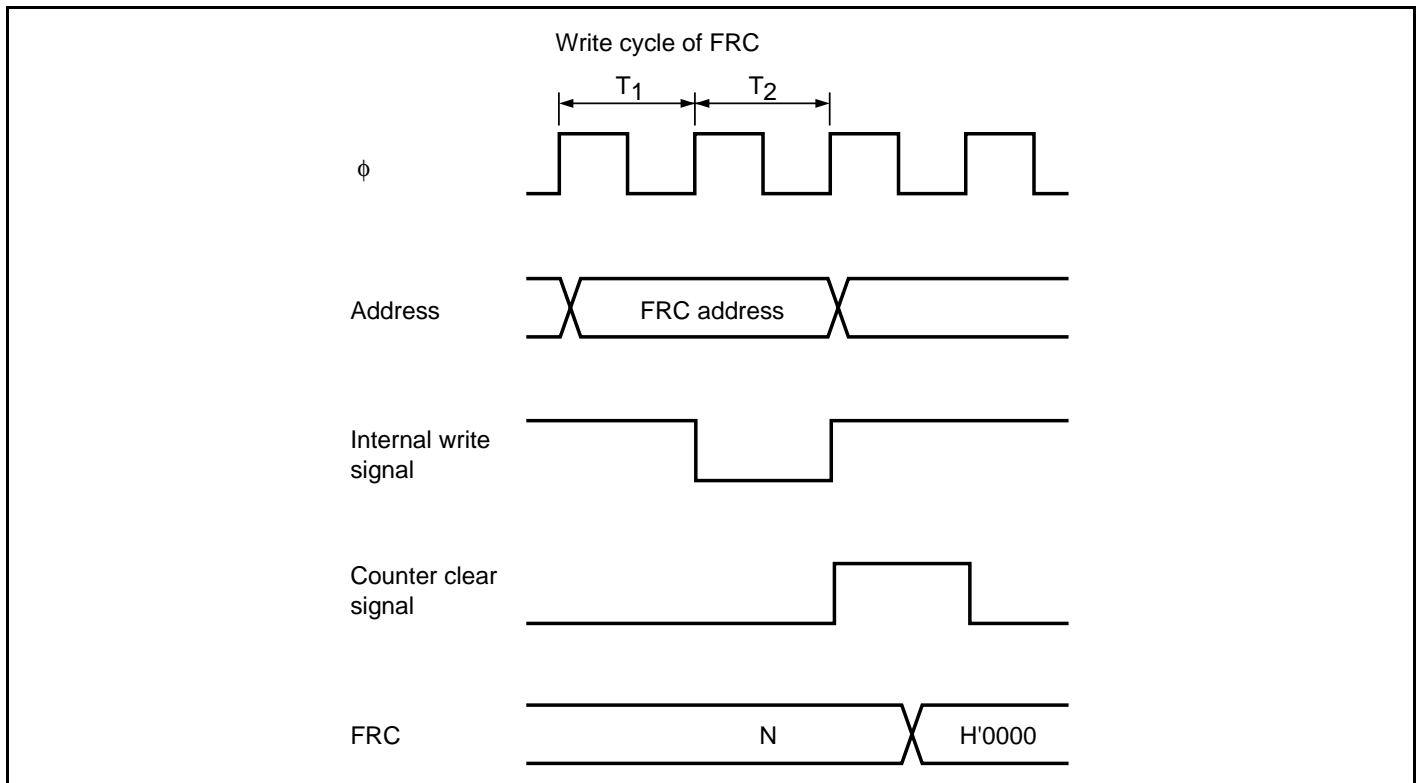 Write cycle of FRC
T1 T2
ϕ
Address
FRC address
Internal write
signal
Counter clear
signal
FRC
N
H'0000